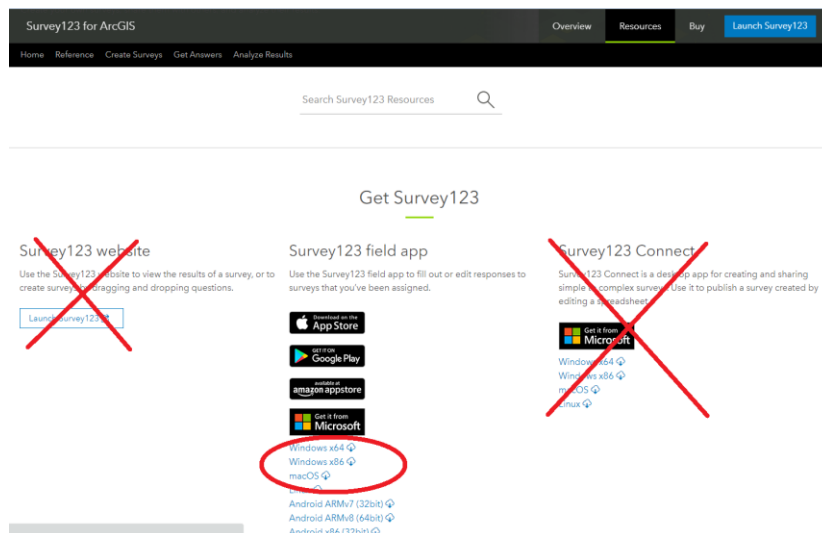 Survey123 for ArcGIS
Overview Resources Buy Launch Survey123
Home Reference Create Surveys Get Answers Analyze Results
Search Survey123 Resources
Get Survey123
Survey123 website
Use the Survey123 website to view the results of a survey, or to
create surveys by dragging and dropping questions.
Launch Survey123
Survey123 field app
Use the Survey123 field app to fill out or edit responses to
surveys that you've been assigned.
Download on the
App Store
GET IT ON
Google Play
available at
amazon appstore
Get it from
Microsoft
Windows x64
Windows x86
macOS
Linux
Android ARMv7 (32bit)
Android ARMv8 (64bit)
Android x86 (32bit)
Survey123 Connect
Survey123 Connect is a desktop app for creating and sharing
simple to complex surveys. Use it to publish a survey created by
editing a spreadsheet.
Get it from
Microsoft
Windows x64
Windows x86
macOS
Linux